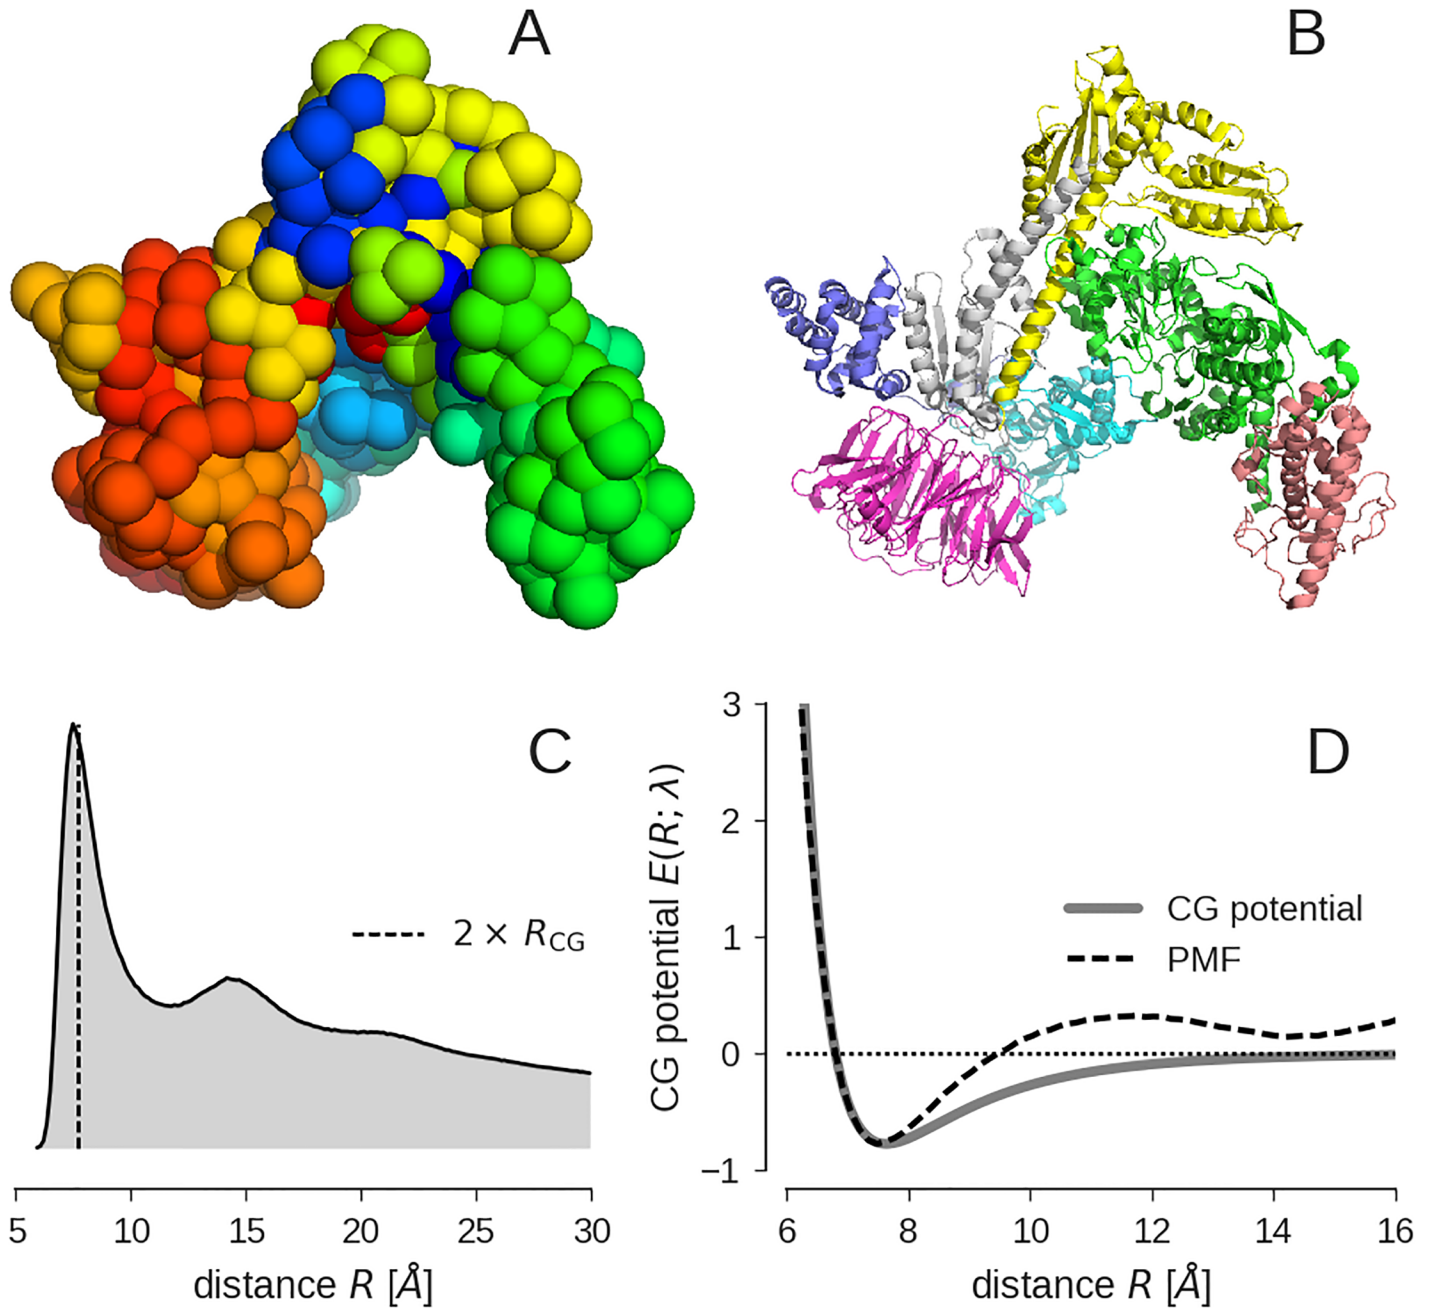 A
B
C
2 × R_CG
5 10 15 20 25 30
distance R [Å]
D
CG potential E(R; λ)
3
2
1
0
−1
CG potential
PMF
6 8 10 12 14 16
distance R [Å]